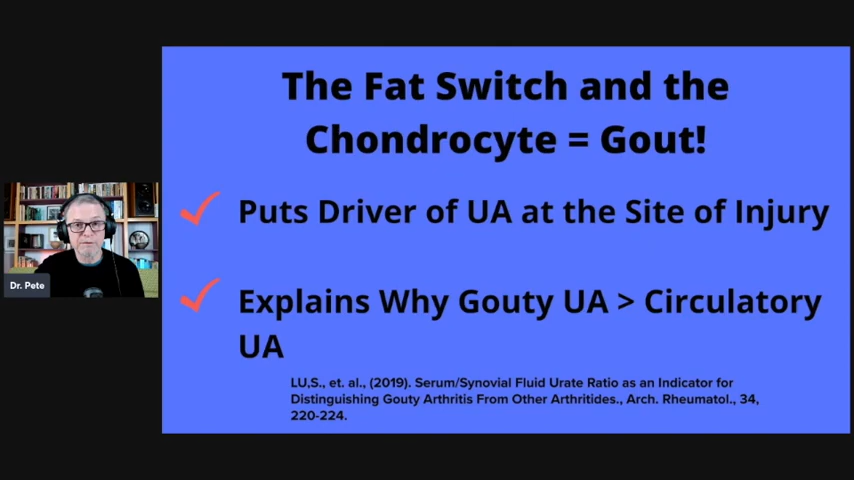 The Fat Switch and the
Chondrocyte = Gout!
Puts Driver of UA at the Site of Injury
Explains Why Gouty UA > Circulatory
UA
LU,S., et. al., (2019). Serum/Synovial Fluid Urate Ratio as an Indicator for
Distinguishing Gouty Arthritis From Other Arthritides., Arch. Rheumatol., 34,
220-224.
Dr. Pete